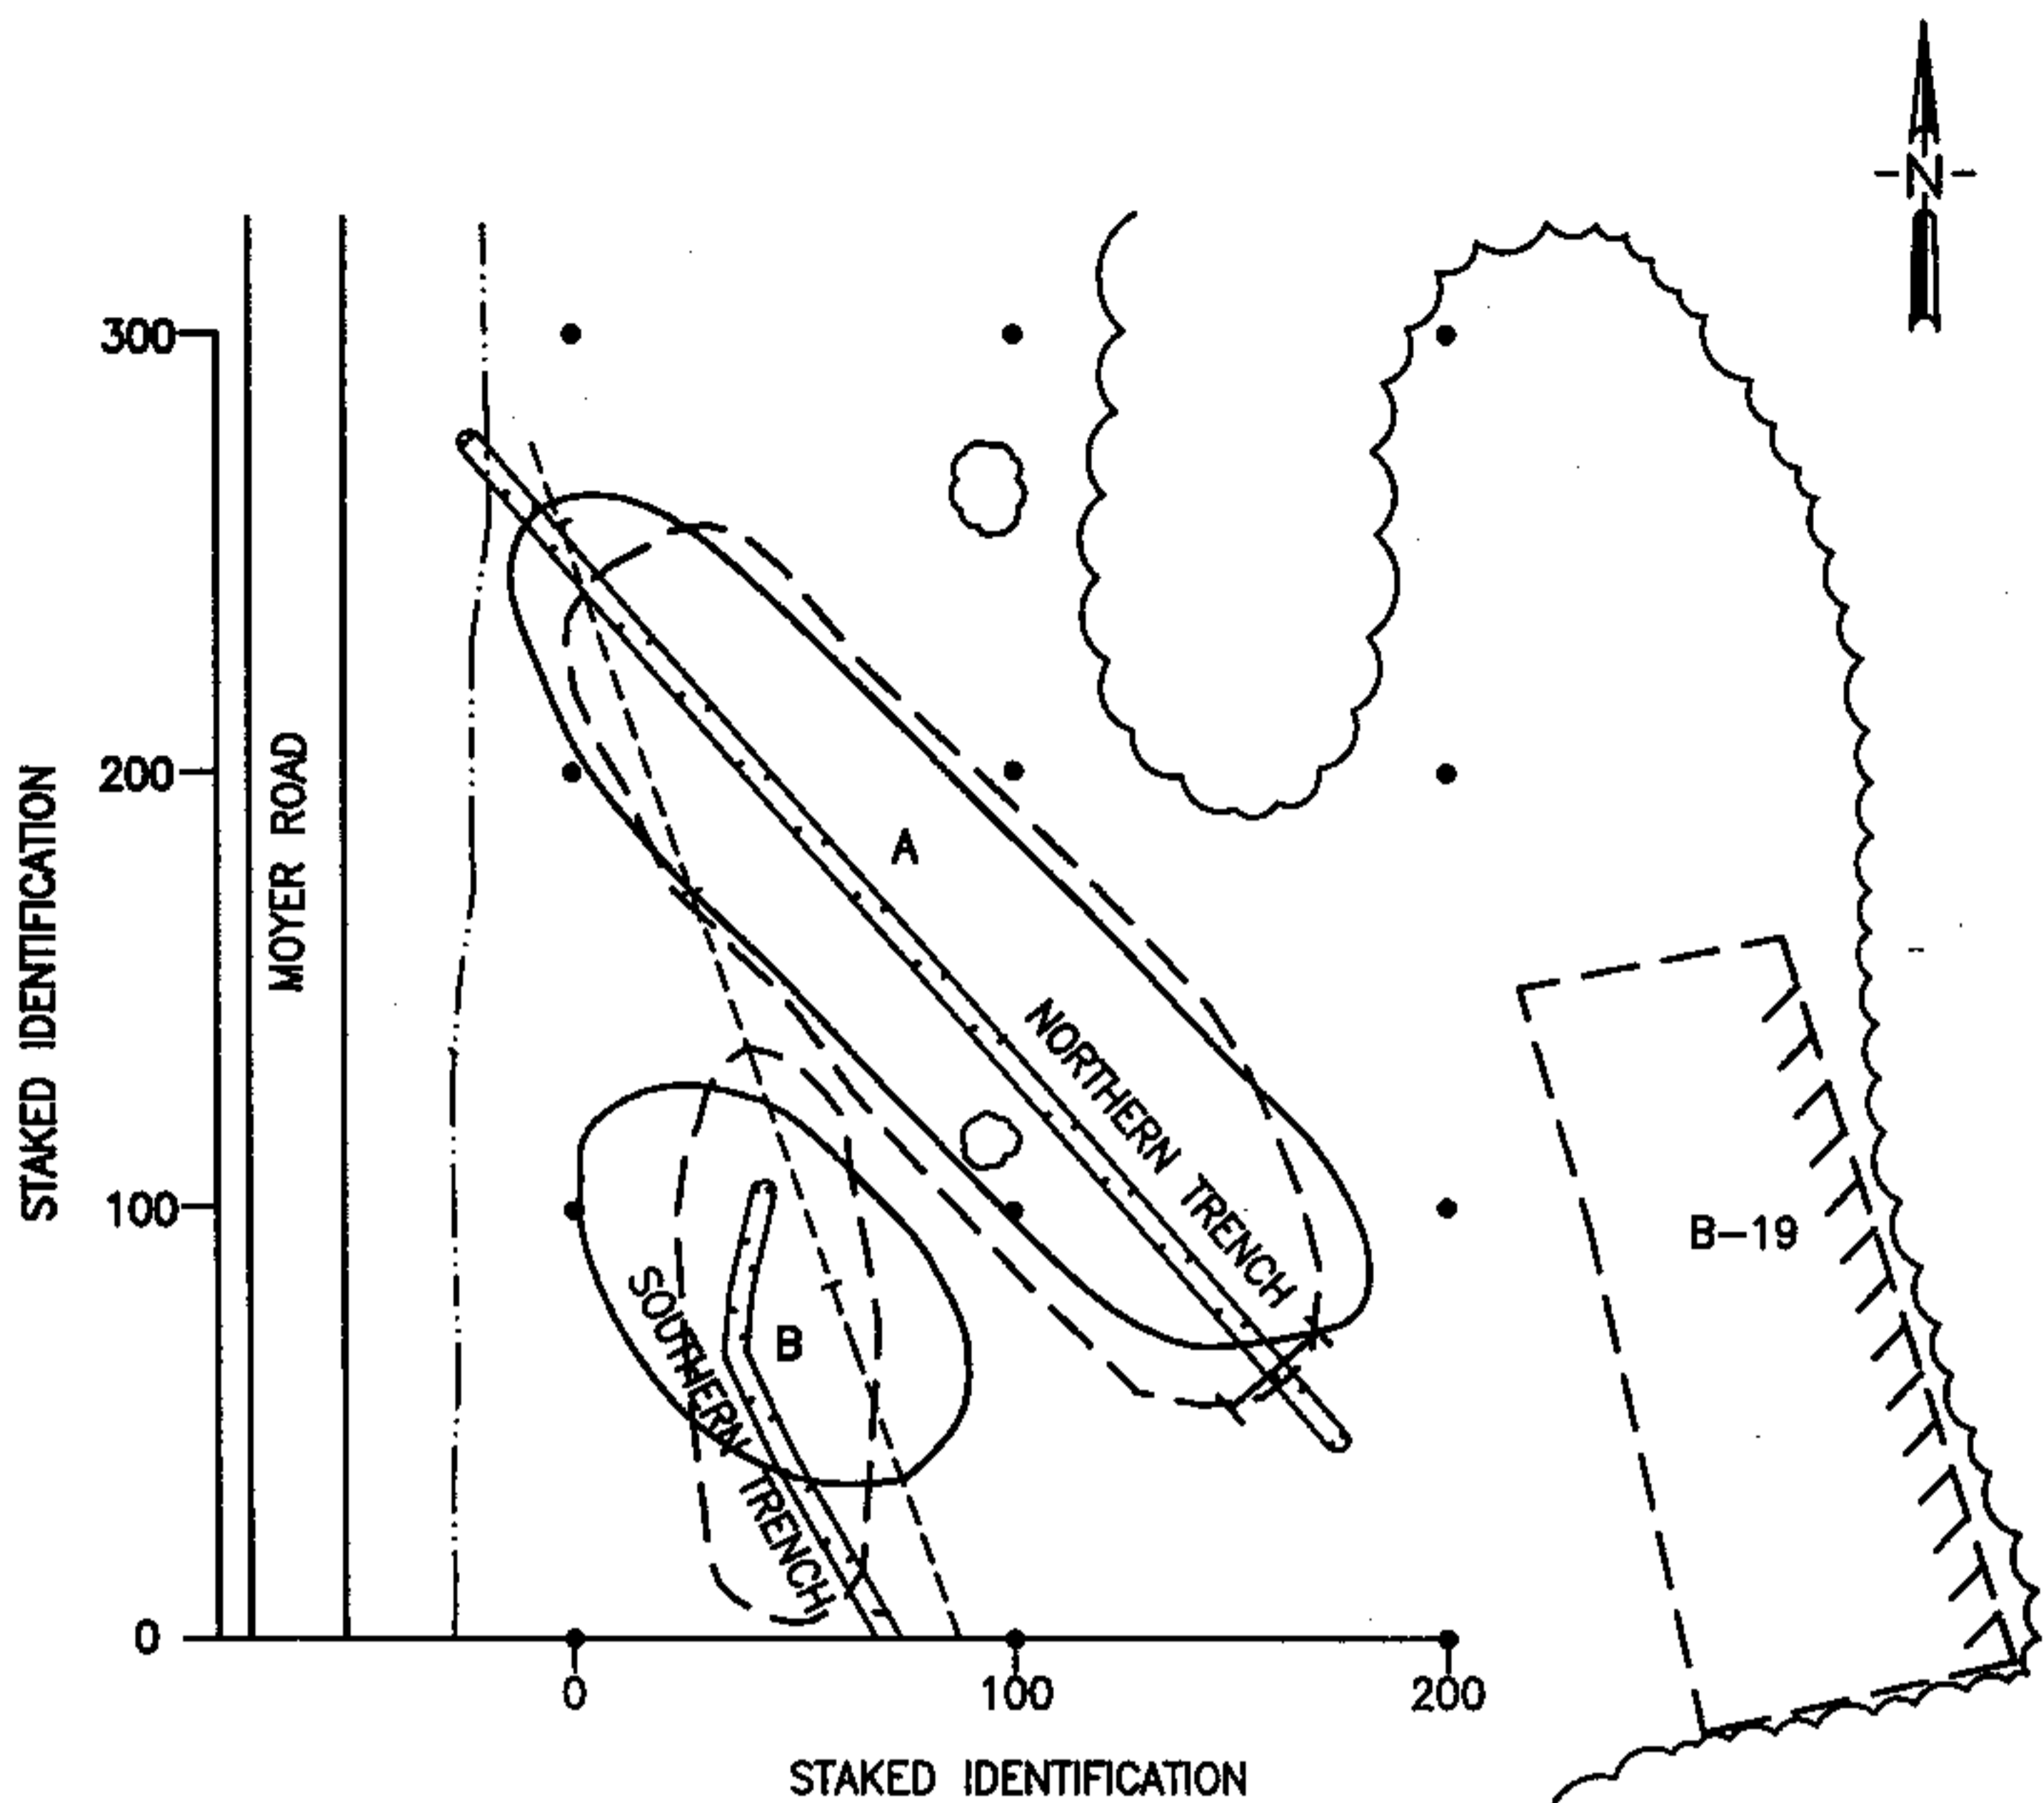 N
300
200
100
0
STAKED IDENTIFICATION
MOYER ROAD
A
NORTHERN TRENCH
B-19
SOUTHERN TRENCH
B
0
100
200
STAKED IDENTIFICATION